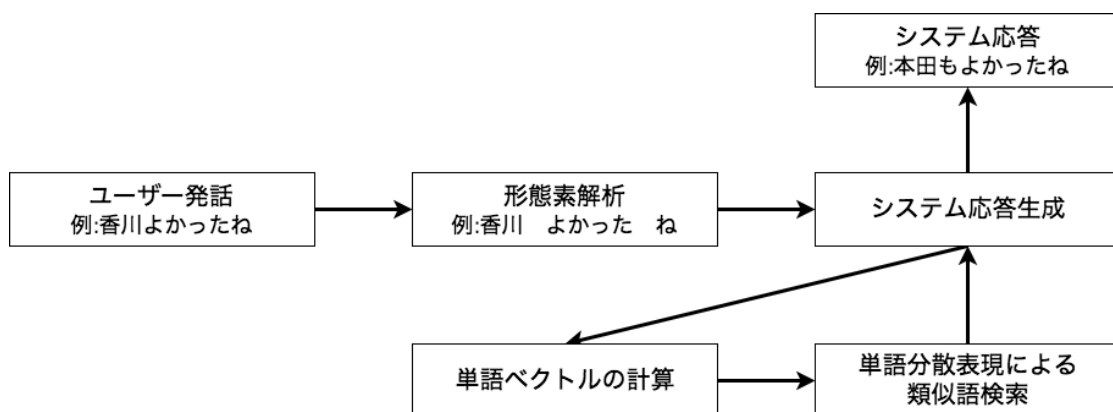 システム応答
例:本田もよかったね
ユーザー発話
例:香川よかったね
形態素解析
例:香川　よかった　ね
システム応答生成
単語ベクトルの計算
単語分散表現による
類似語検索